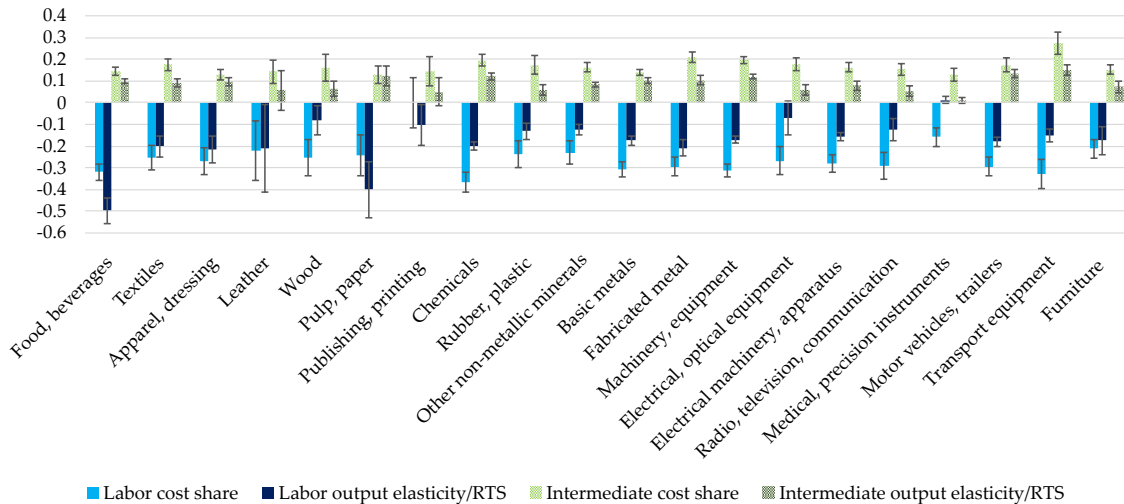 0.4
0.3
0.2
0.1
0
-0.1
-0.2
-0.3
-0.4
-0.5
-0.6
Food, beverages
Textiles
Apparel, dressing
Leather
Wood
Pulp, paper
Publishing, printing
Chemicals
Rubber, plastic
Other non-metallic minerals
Basic metals
Fabricated metal
Machinery, equipment
Electrical, optical equipment
Electrical machinery, apparatus
Radio, television, communication
Medical, precision instruments
Motor vehicles, trailers
Transport equipment
Furniture
Labor cost share Labor output elasticity/RTS Intermediate cost share Intermediate output elasticity/RTS